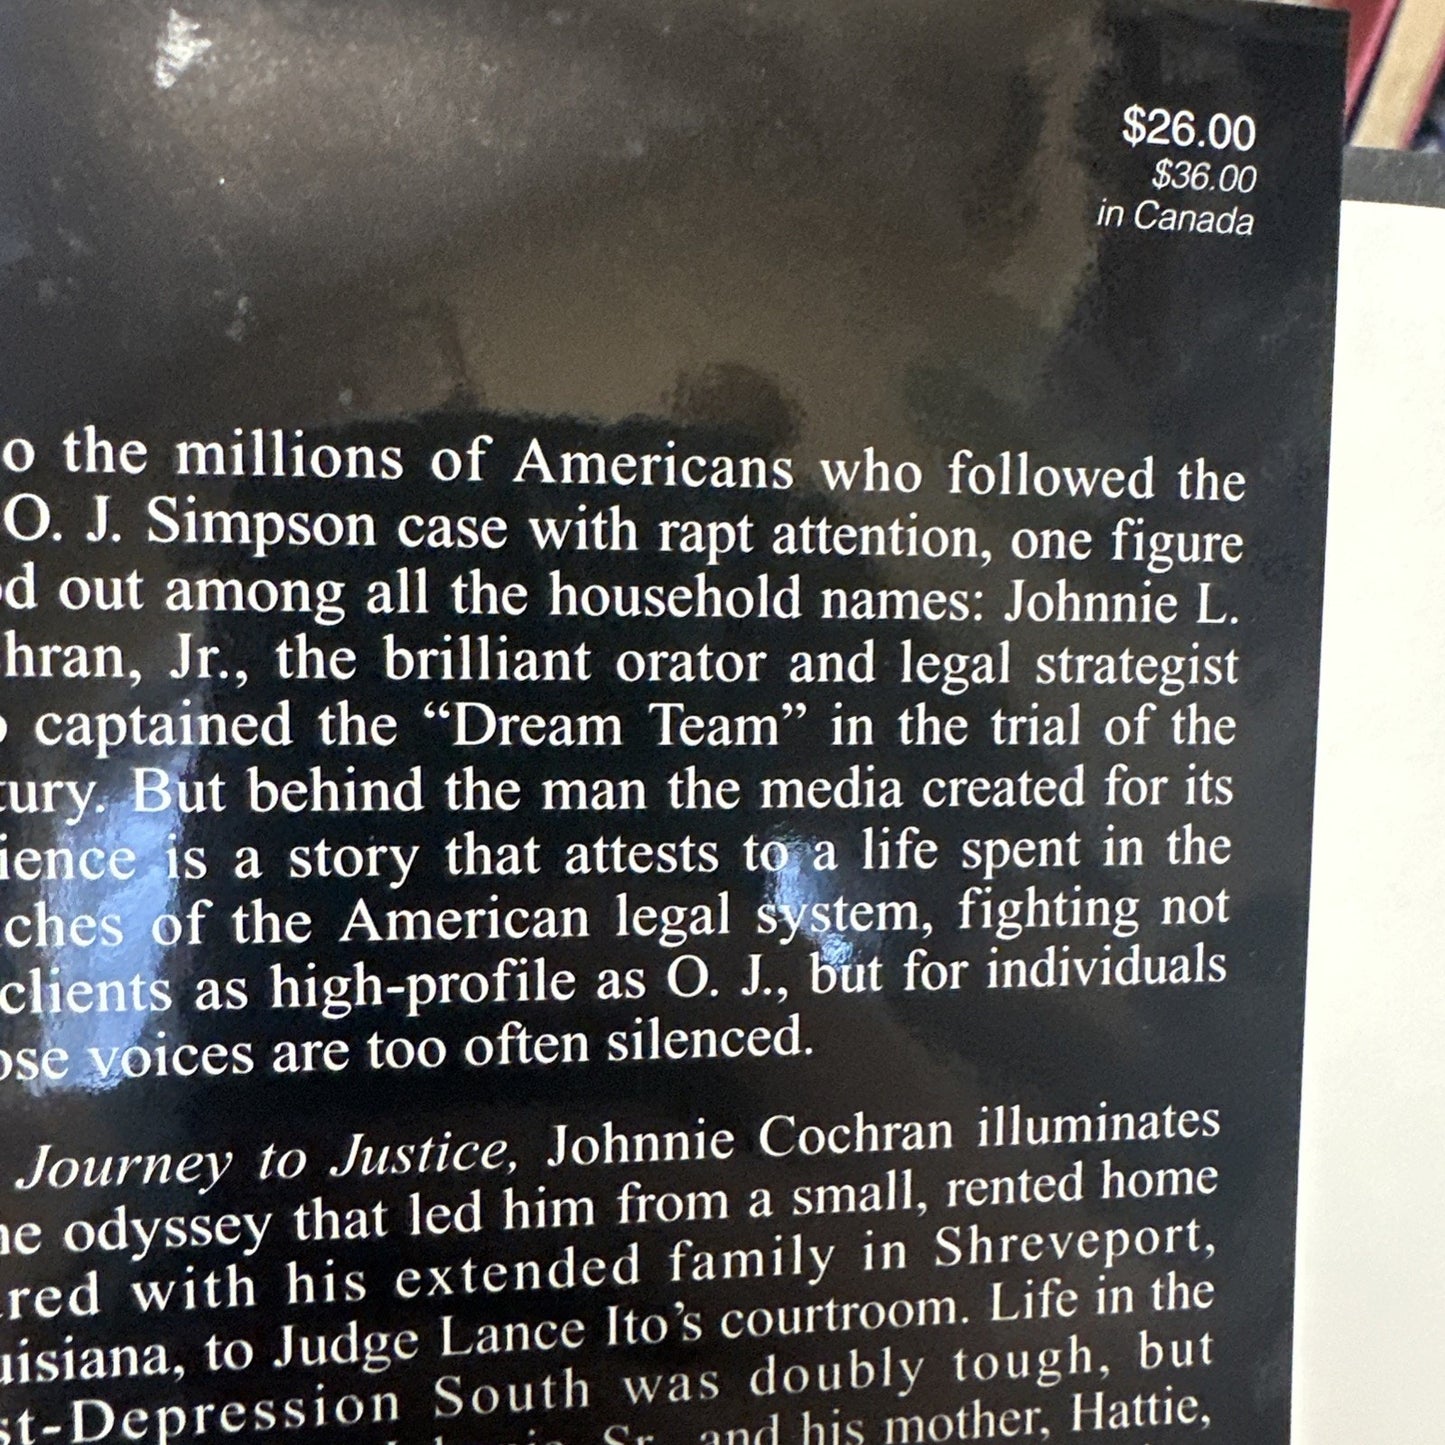 $26.00
$36.00
in Canada
o the millions of Americans who followed the
O. J. Simpson case with rapt attention, one figure
d out among all the household names: Johnnie L.
hran, Jr., the brilliant orator and legal strategist
captained the “Dream Team” in the trial of the
tury. But behind the man the media created for its
ience is a story that attests to a life spent in the
ches of the American legal system, fighting not
clients as high-profile as O. J., but for individuals
ose voices are too often silenced.
Journey to Justice, Johnnie Cochran illuminates
he odyssey that led him from a small, rented home
red with his extended family in Shreveport,
uisiana, to Judge Lance Ito’s courtroom. Life in the
st-Depression South was doubly tough, but
Sr. and his mother, Hattie,